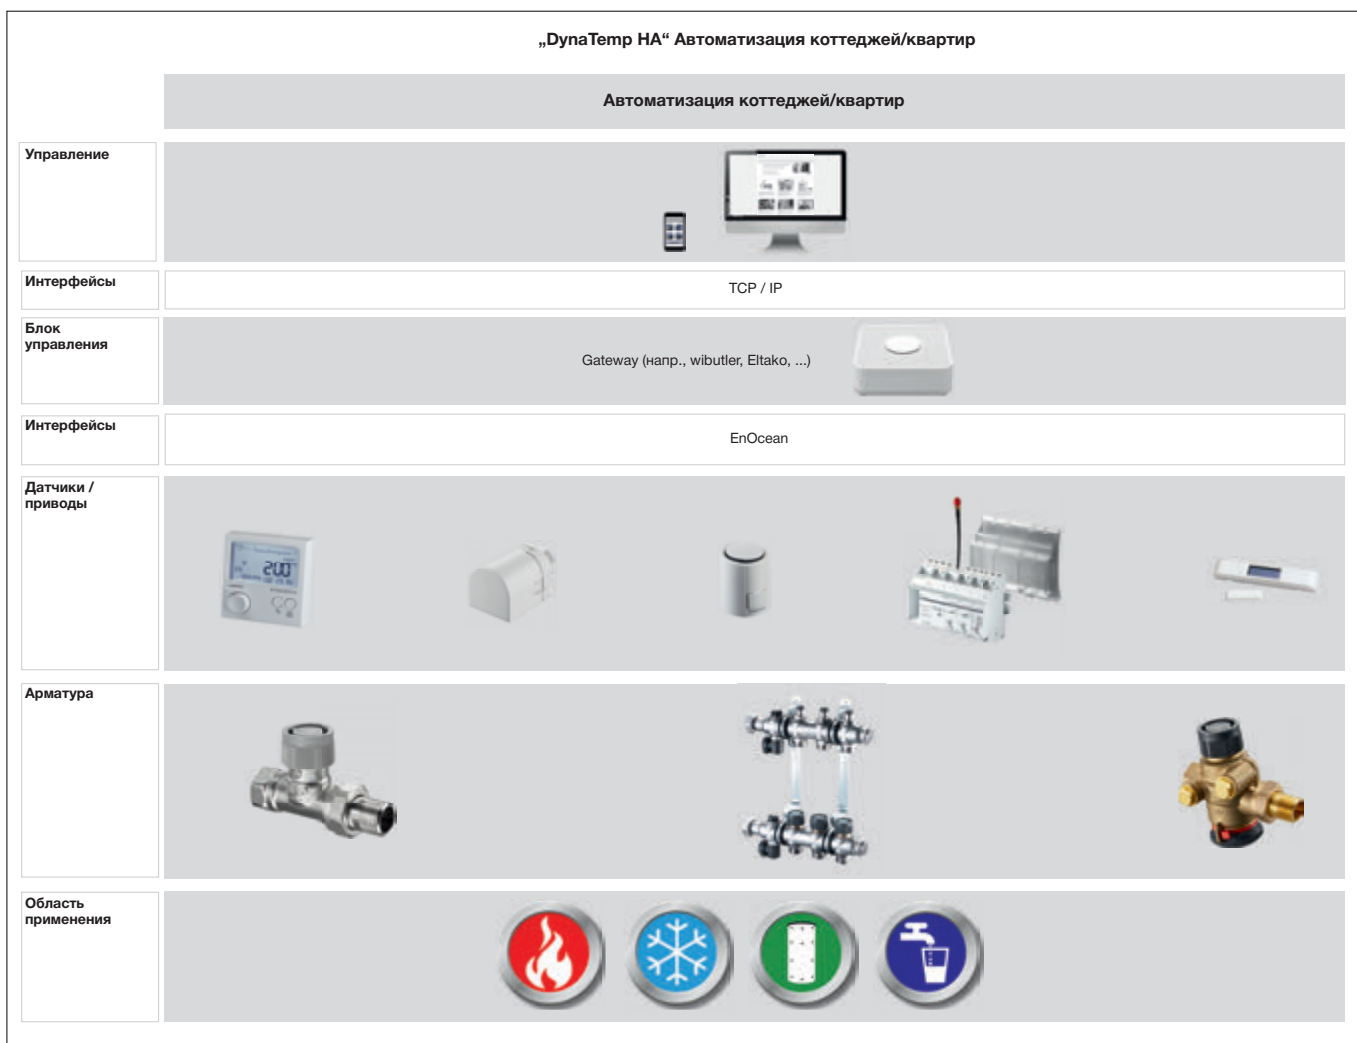 „DynaTemp HA“ Автоматизация коттеджей/квартир
Автоматизация коттеджей/квартир
Управление
Интерфейсы
TCP / IP
Блок
управления
Gateway (напр., wibutler, Eltako, ...)
Интерфейсы
EnOcean
Датчики /
приводы
Арматура
Область
применения